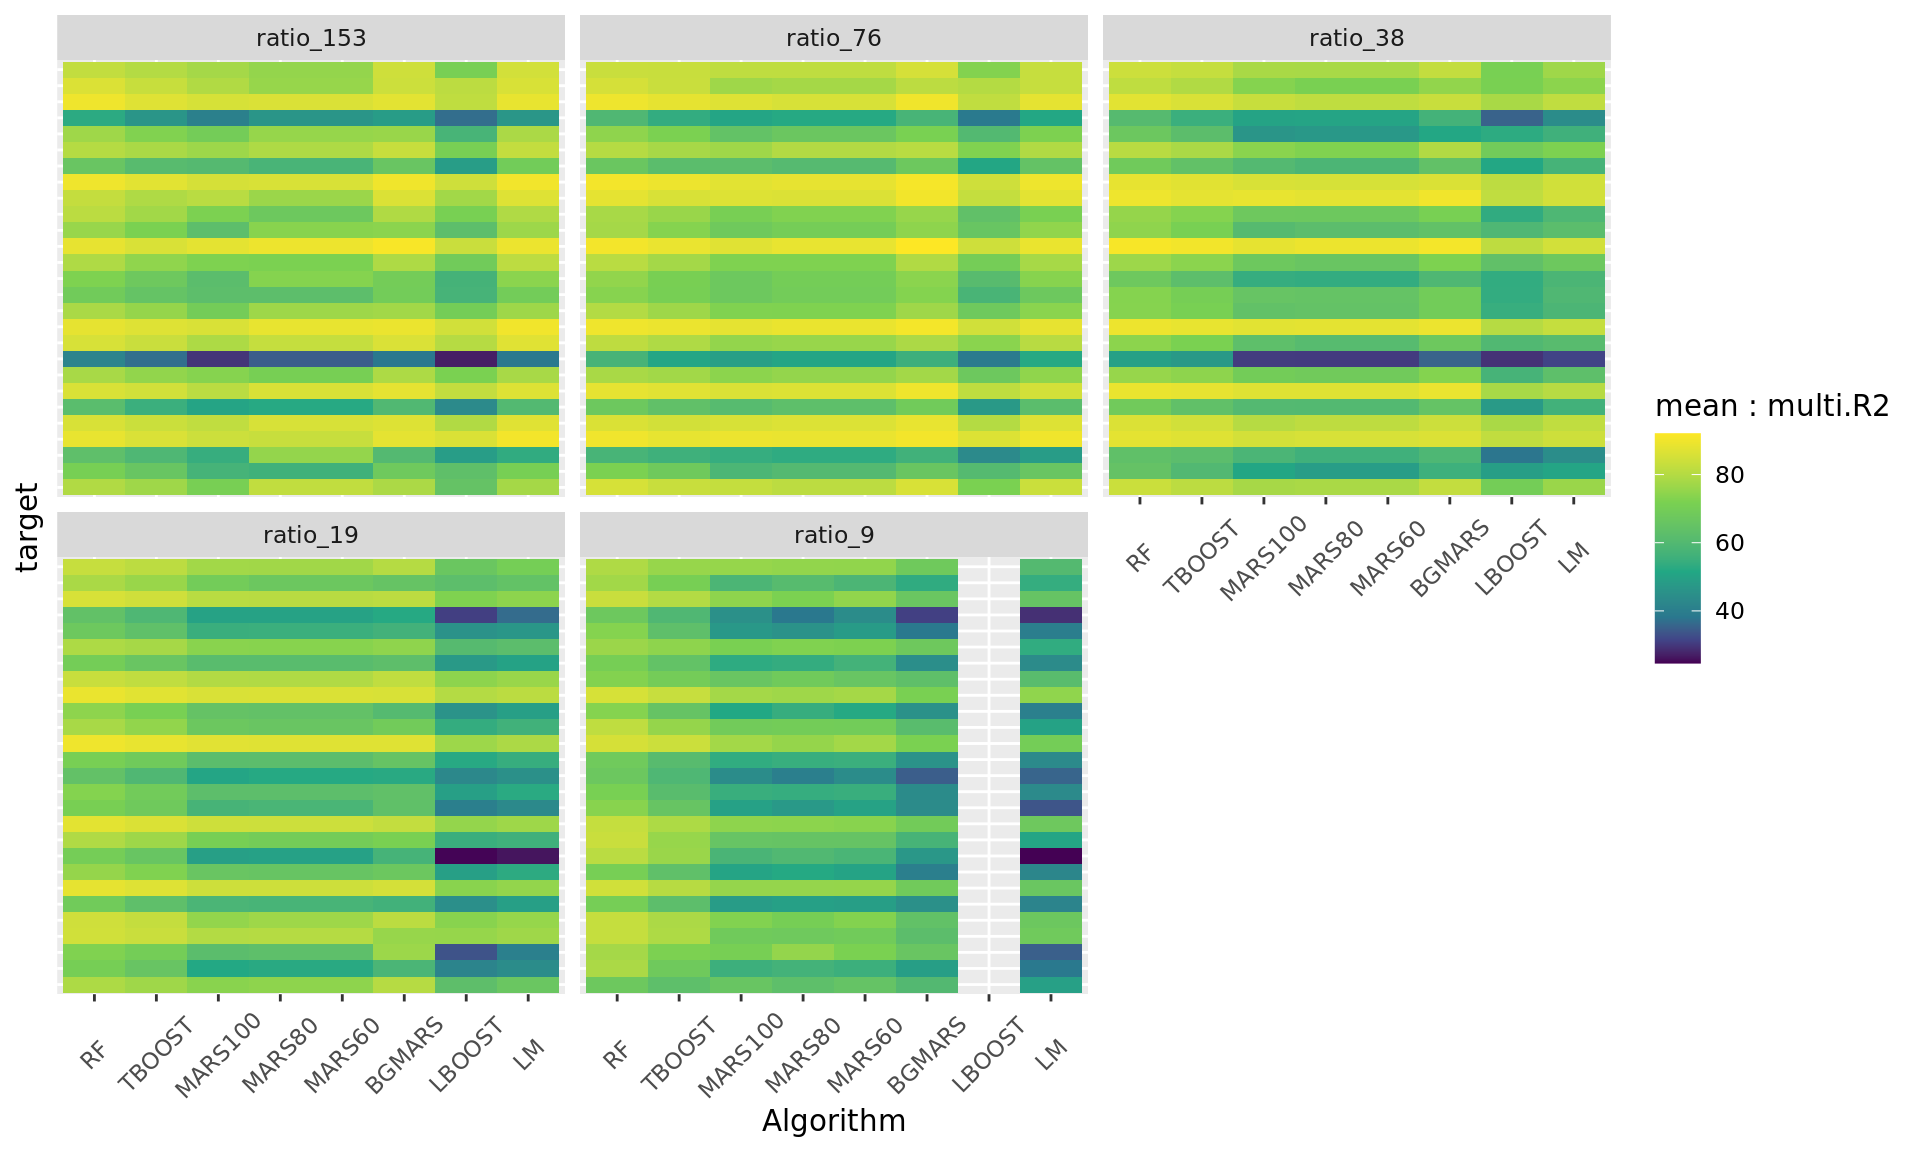 ratio_153
ratio_76
ratio_38
target
RF
TBOOST
MARS100
MARS80
MARS60
BGMARS
LBOOST
LM
mean : multi.R2
80
60
40
ratio_19
ratio_9
RF
TBOOST
MARS100
MARS80
MARS60
BGMARS
LBOOST
LM
RF
TBOOST
MARS100
MARS80
MARS60
BGMARS
LBOOST
LM
Algorithm